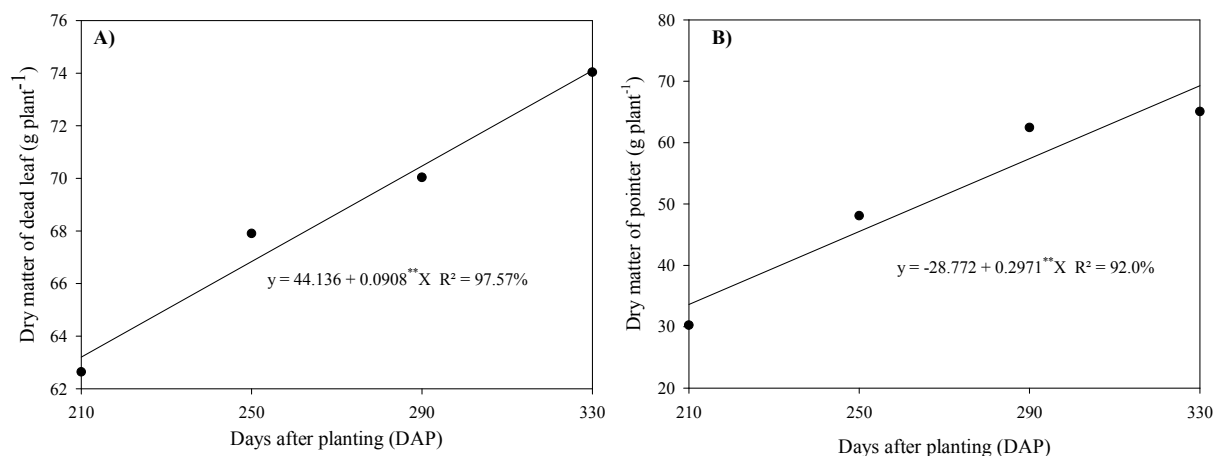 A)
Dry matter of dead leaf (g plant⁻¹)
76
74
72
70
68
66
64
62
y = 44.136 + 0.0908**X R² = 97.57%
210 250 290 330
Days after planting (DAP)
B)
Dry matter of pointer (g plant⁻¹)
80
70
60
50
40
30
20
y = -28.772 + 0.2971**X R² = 92.0%
210 250 290 330
Days after planting (DAP)